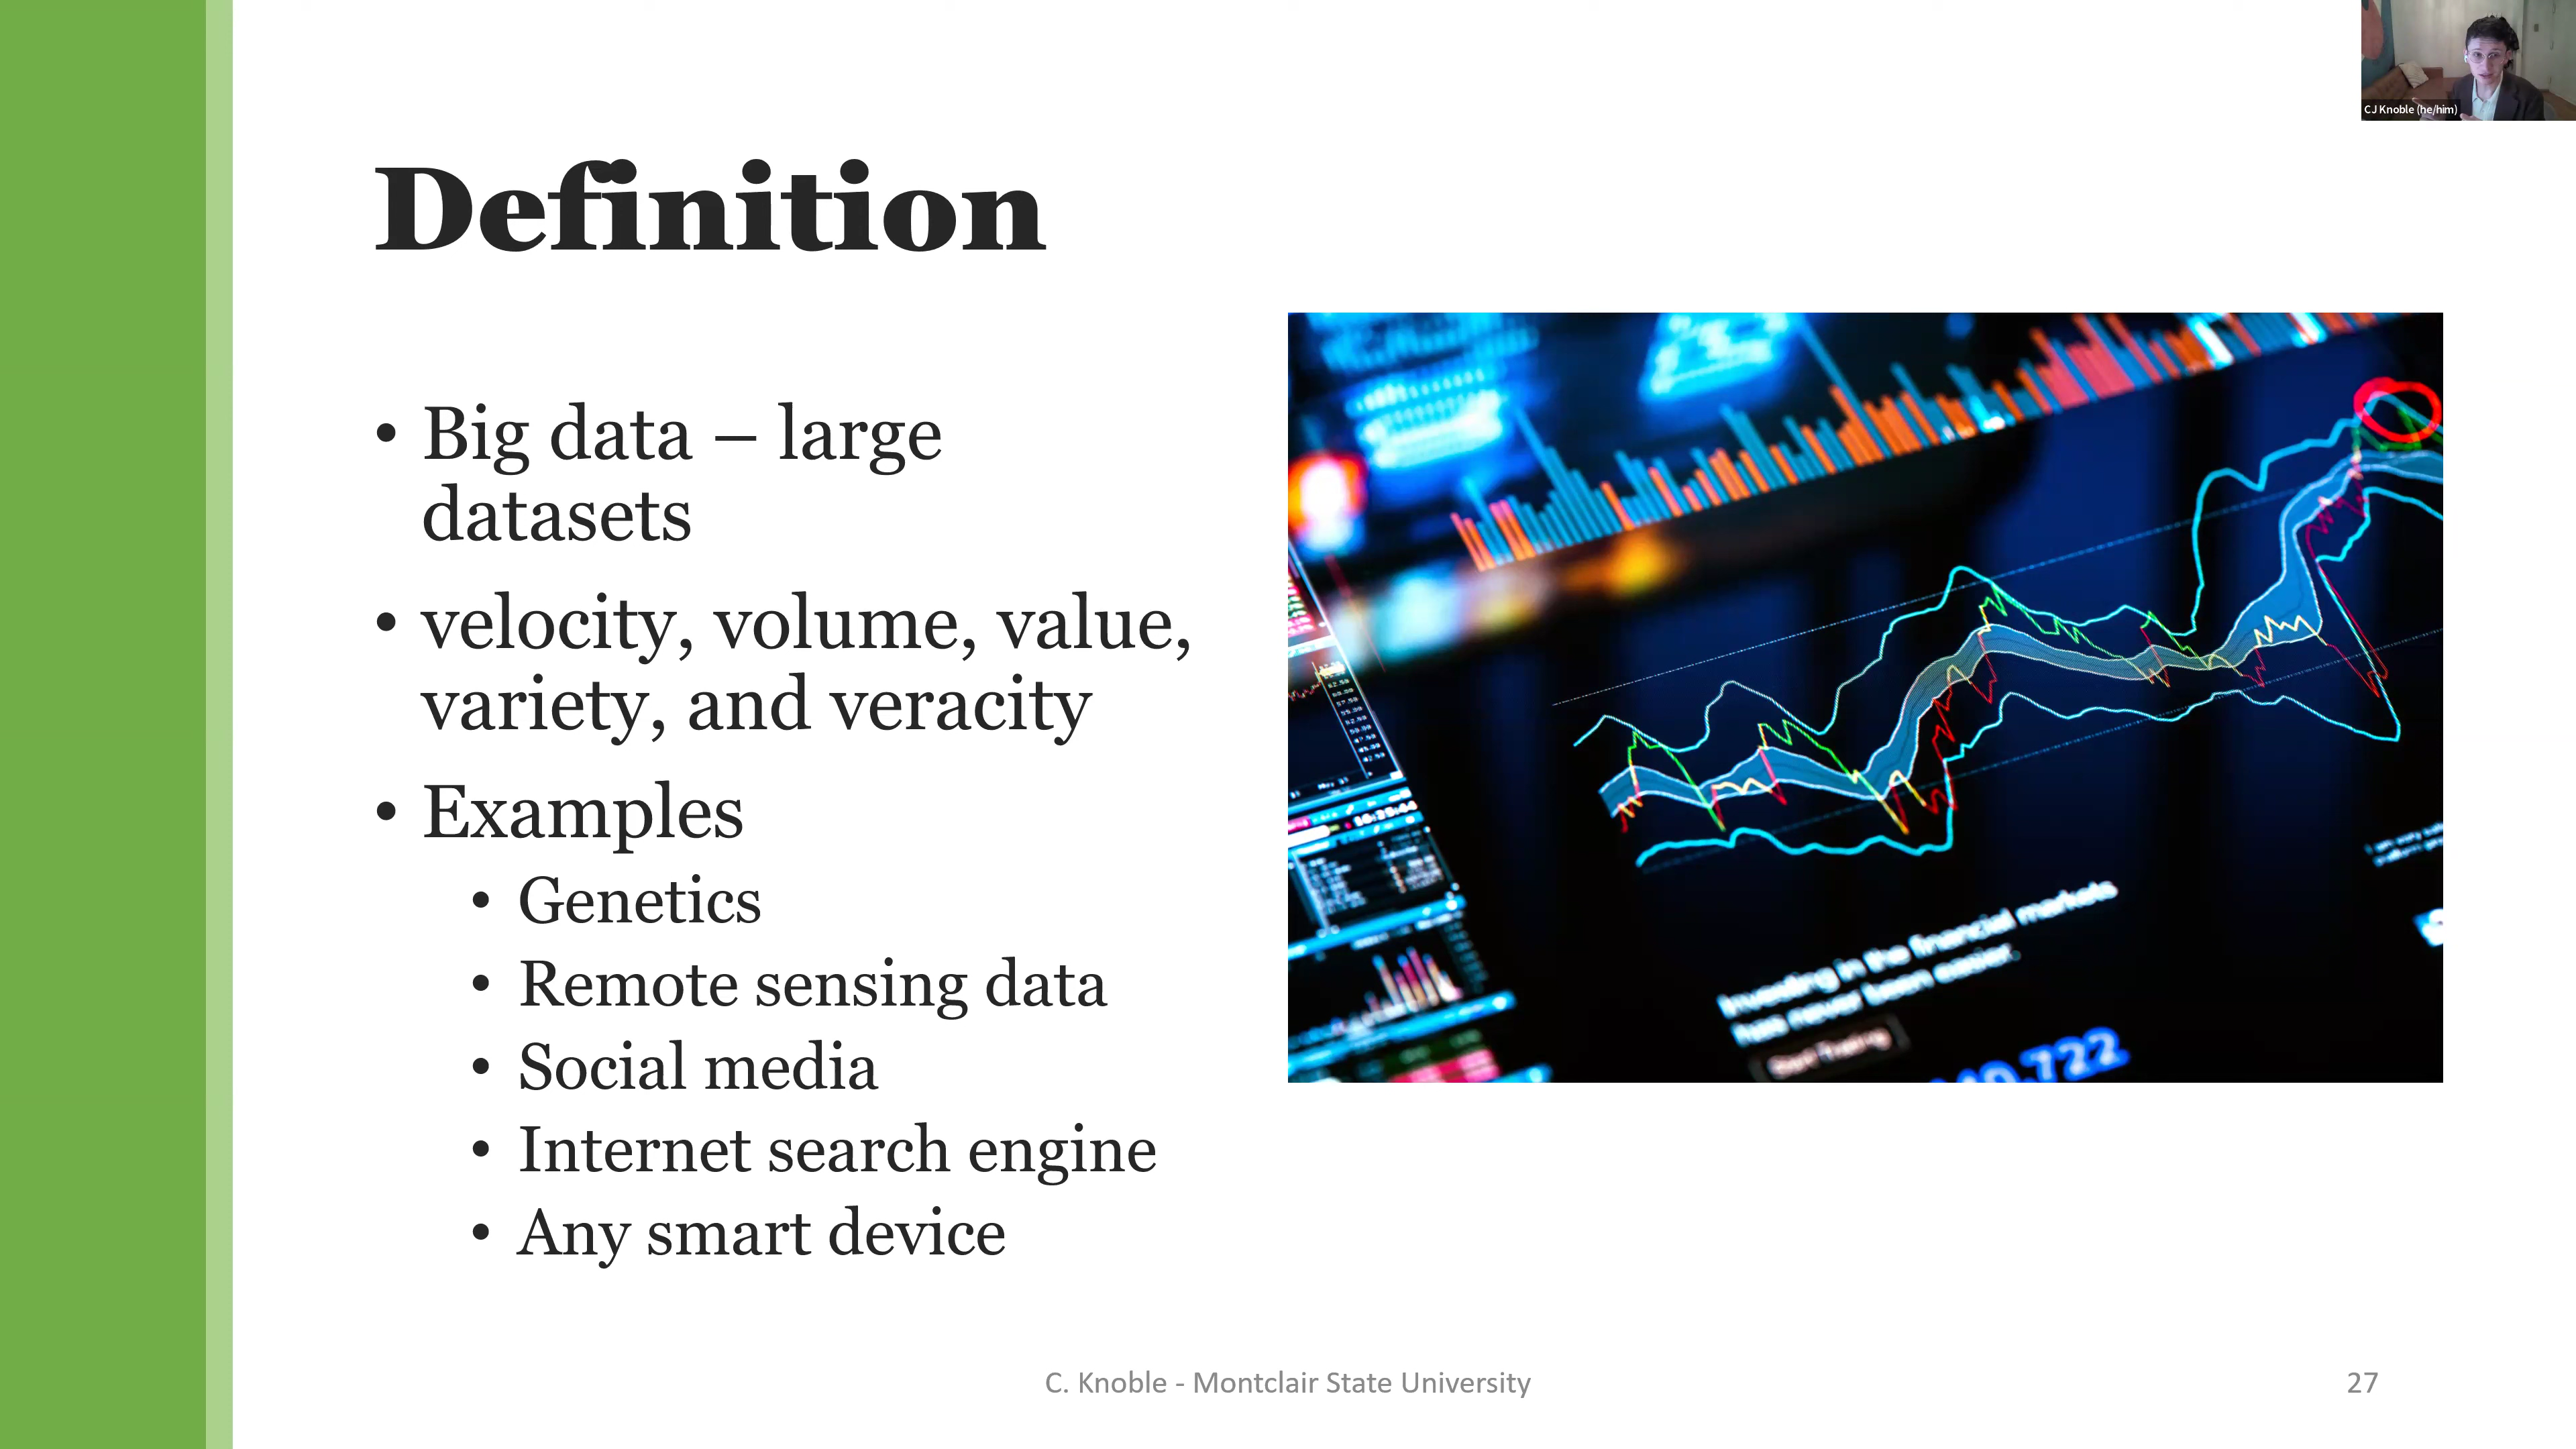 CJ Knoble (he/him)
Definition
• Big data – large
datasets
• velocity, volume, value,
variety, and veracity
• Examples
• Genetics
• Remote sensing data
• Social media
• Internet search engine
• Any smart device
Investing in the financial markets
has never been easier.
Start Trading
C. Knoble - Montclair State University
27